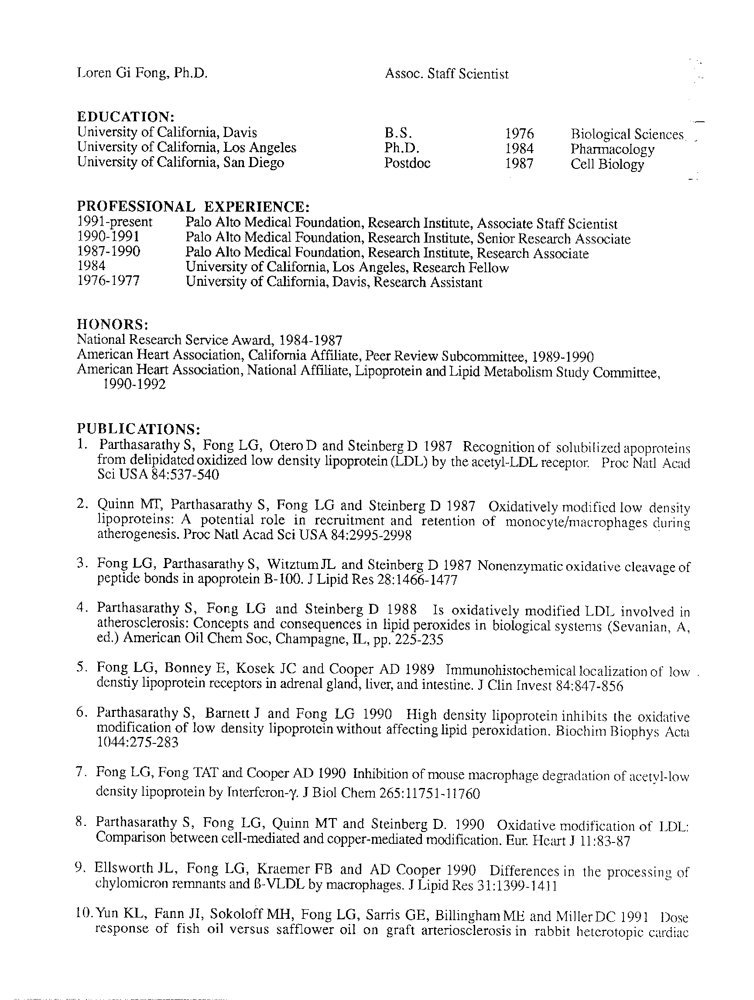 Loren Gi Fong, Ph.D. Assoc. Staff Scientist
EDUCATION:
University of California, Davis B.S. 1976 Biological Sciences
University of California, Los Angeles Ph.D. 1984 Pharmacology
University of California, San Diego Postdoc 1987 Cell Biology
PROFESSIONAL EXPERIENCE:
1991-present Palo Alto Medical Foundation, Research Institute, Associate Staff Scientist
1990-1991 Palo Alto Medical Foundation, Research Institute, Senior Research Associate
1987-1990 Palo Alto Medical Foundation, Research Institute, Research Associate
1984 University of California, Los Angeles, Research Fellow
1976-1977 University of California, Davis, Research Assistant
HONORS:
National Research Service Award, 1984-1987
American Heart Association, California Affiliate, Peer Review Subcommittee, 1989-1990
American Heart Association, National Affiliate, Lipoprotein and Lipid Metabolism Study Committee,
1990-1992
PUBLICATIONS:
1. Parthasarathy S, Fong LG, Otero D and Steinberg D 1987 Recognition of solubilized apoproteins
from delipidated oxidized low density lipoprotein (LDL) by the acetyl-LDL receptor. Proc Natl Acad
Sci USA 84:537-540
2. Quinn MT, Parthasarathy S, Fong LG and Steinberg D 1987 Oxidatively modified low density
lipoproteins: A potential role in recruitment and retention of monocyte/macrophages during
atherogenesis. Proc Natl Acad Sci USA 84:2995-2998
3. Fong LG, Parthasarathy S, Witztum JL and Steinberg D 1987 Nonenzymatic oxidative cleavage of
peptide bonds in apoprotein B-100. J Lipid Res 28:1466-1477
4. Parthasarathy S, Fong LG and Steinberg D 1988 Is oxidatively modified LDL involved in
atherosclerosis: Concepts and consequences in lipid peroxides in biological systems (Sevanian, A,
ed.) American Oil Chem Soc, Champagne, IL, pp. 225-235
5. Fong LG, Bonney E, Kosek JC and Cooper AD 1989 Immunohistochemical localization of low
denstiy lipoprotein receptors in adrenal gland, liver, and intestine. J Clin Invest 84:847-856
6. Parthasarathy S, Barnett J and Fong LG 1990 High density lipoprotein inhibits the oxidative
modification of low density lipoprotein without affecting lipid peroxidation. Biochim Biophys Acta
1044:275-283
7. Fong LG, Fong TAT and Cooper AD 1990 Inhibition of mouse macrophage degradation of acetyl-low
density lipoprotein by Interferon-γ. J Biol Chem 265:11751-11760
8. Parthasarathy S, Fong LG, Quinn MT and Steinberg D. 1990 Oxidative modification of LDL:
Comparison between cell-mediated and copper-mediated modification. Eur. Heart J 11:83-87
9. Ellsworth JL, Fong LG, Kraemer FB and AD Cooper 1990 Differences in the processing of
chylomicron remnants and ß-VLDL by macrophages. J Lipid Res 31:1399-1411
10. Yun KL, Fann JI, Sokoloff MH, Fong LG, Sarris GE, Billingham ME and Miller DC 1991 Dose
response of fish oil versus safflower oil on graft arteriosclerosis in rabbit heterotopic cardiac